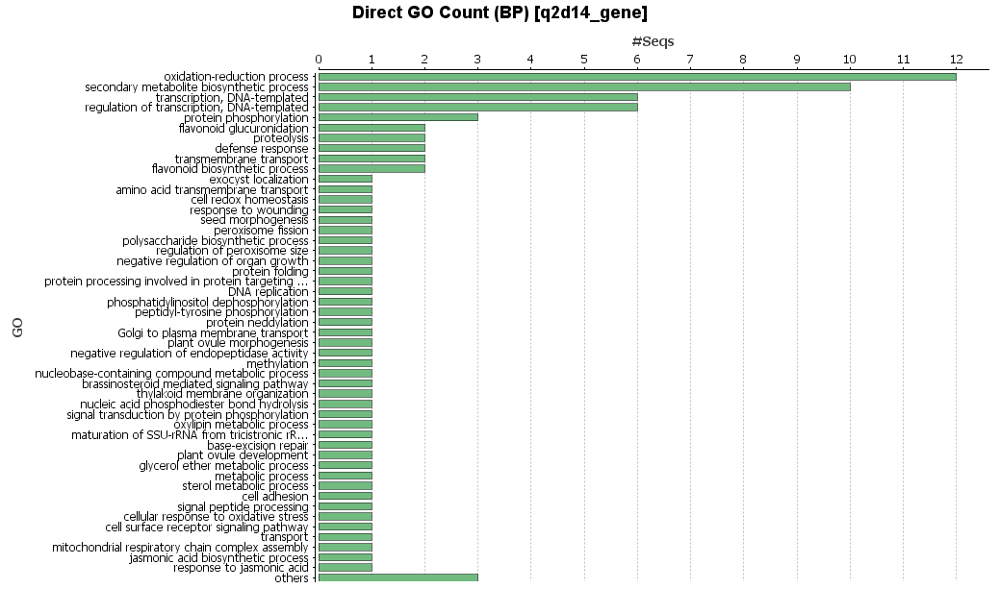 Direct GO Count (BP) [q2d14_gene]
#Seqs
0 1 2 3 4 5 6 7 8 9 10 11 12
GO
oxidation-reduction process
secondary metabolite biosynthetic process
transcription, DNA-templated
regulation of transcription, DNA-templated
protein phosphorylation
flavonoid glucuronidation
proteolysis
defense response
transmembrane transport
flavonoid biosynthetic process
exocyst localization
amino acid transmembrane transport
cell redox homeostasis
response to wounding
seed morphogenesis
peroxisome fission
polysaccharide biosynthetic process
regulation of peroxisome size
negative regulation of organ growth
protein folding
protein processing involved in protein targeting ...
DNA replication
phosphatidylinositol dephosphorylation
peptidyl-tyrosine phosphorylation
protein neddylation
Golgi to plasma membrane transport
plant ovule morphogenesis
negative regulation of endopeptidase activity
methylation
nucleobase-containing compound metabolic process
brassinosteroid mediated signaling pathway
thylakoid membrane organization
nucleic acid phosphodiester bond hydrolysis
signal transduction by protein phosphorylation
oxylipin metabolic process
maturation of SSU-rRNA from tricistronic rR...
base-excision repair
plant ovule development
glycerol ether metabolic process
metabolic process
sterol metabolic process
cell adhesion
signal peptide processing
cellular response to oxidative stress
cell surface receptor signaling pathway
transport
mitochondrial respiratory chain complex assembly
jasmonic acid biosynthetic process
response to jasmonic acid
others